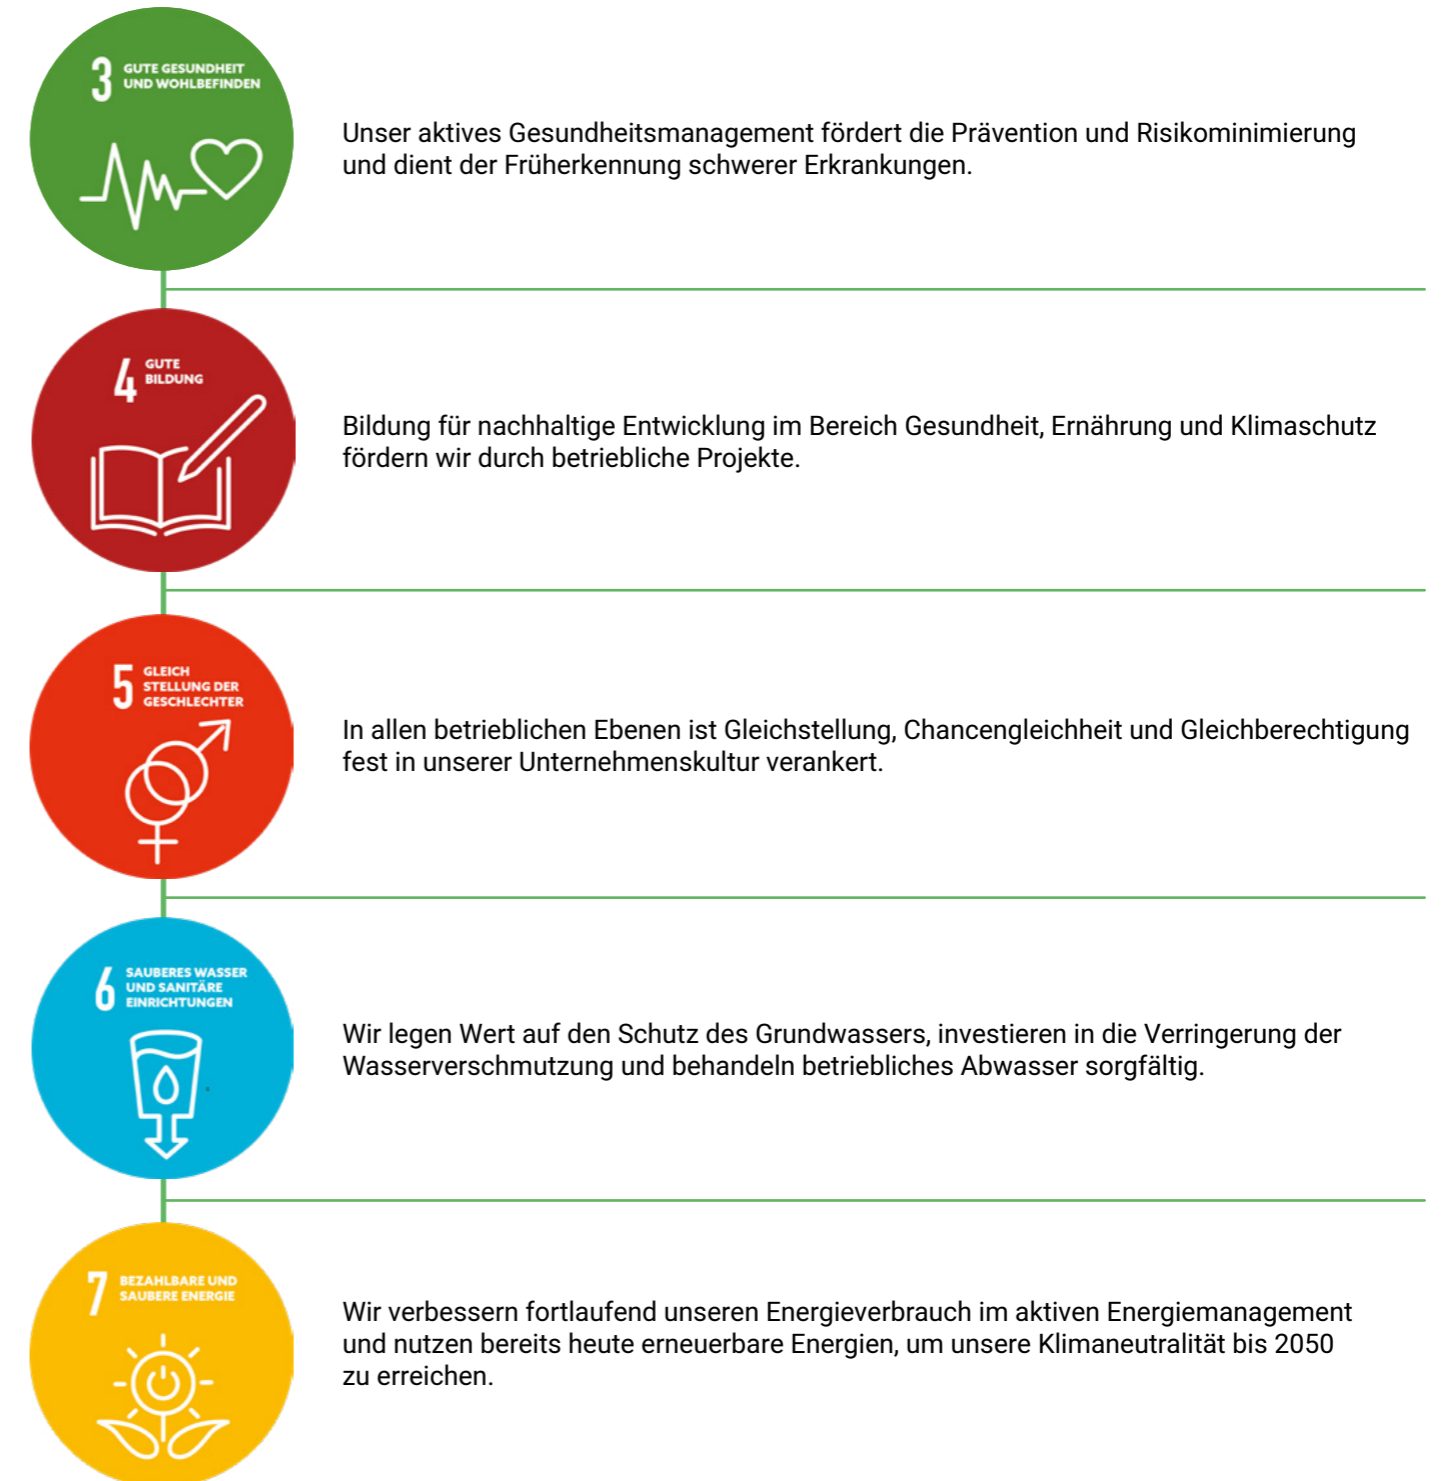 3 GUTE GESUNDHEIT
UND WOHLBEFINDEN
Unser aktives Gesundheitsmanagement fördert die Prävention und Risikominimierung
und dient der Früherkennung schwerer Erkrankungen.
4 GUTE
BILDUNG
Bildung für nachhaltige Entwicklung im Bereich Gesundheit, Ernährung und Klimaschutz
fördern wir durch betriebliche Projekte.
5 GLEICH
STELLUNG DER
GESCHLECHTER
In allen betrieblichen Ebenen ist Gleichstellung, Chancengleichheit und Gleichberechtigung
fest in unserer Unternehmenskultur verankert.
6 SAUBERES WASSER
UND SANITÄRE
EINRICHTUNGEN
Wir legen Wert auf den Schutz des Grundwassers, investieren in die Verringerung der
Wasserverschmutzung und behandeln betriebliches Abwasser sorgfältig.
7 BEZAHLBARE UND
SAUBERE ENERGIE
Wir verbessern fortlaufend unseren Energieverbrauch im aktiven Energiemanagement
und nutzen bereits heute erneuerbare Energien, um unsere Klimaneutralität bis 2050
zu erreichen.